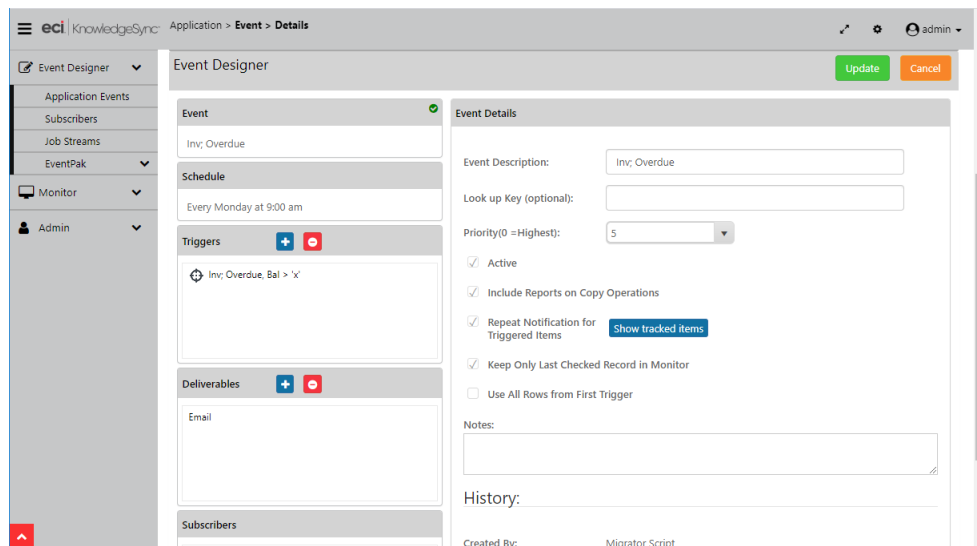 eci KnowledgeSync
Application > Event > Details
admin
Event Designer
Application Events
Subscribers
Job Streams
EventPak
Monitor
Admin
Event Designer
Update
Cancel
Event
Inv; Overdue
Schedule
Every Monday at 9:00 am
Triggers
Inv; Overdue, Bal > 'x'
Deliverables
Email
Subscribers
Event Details
Event Description:
Inv; Overdue
Look up Key (optional):
Priority(0 =Highest):
5
Active
Include Reports on Copy Operations
Repeat Notification for
Triggered Items
Show tracked items
Keep Only Last Checked Record in Monitor
Use All Rows from First Trigger
Notes:
History:
Created By:
Migrator Script